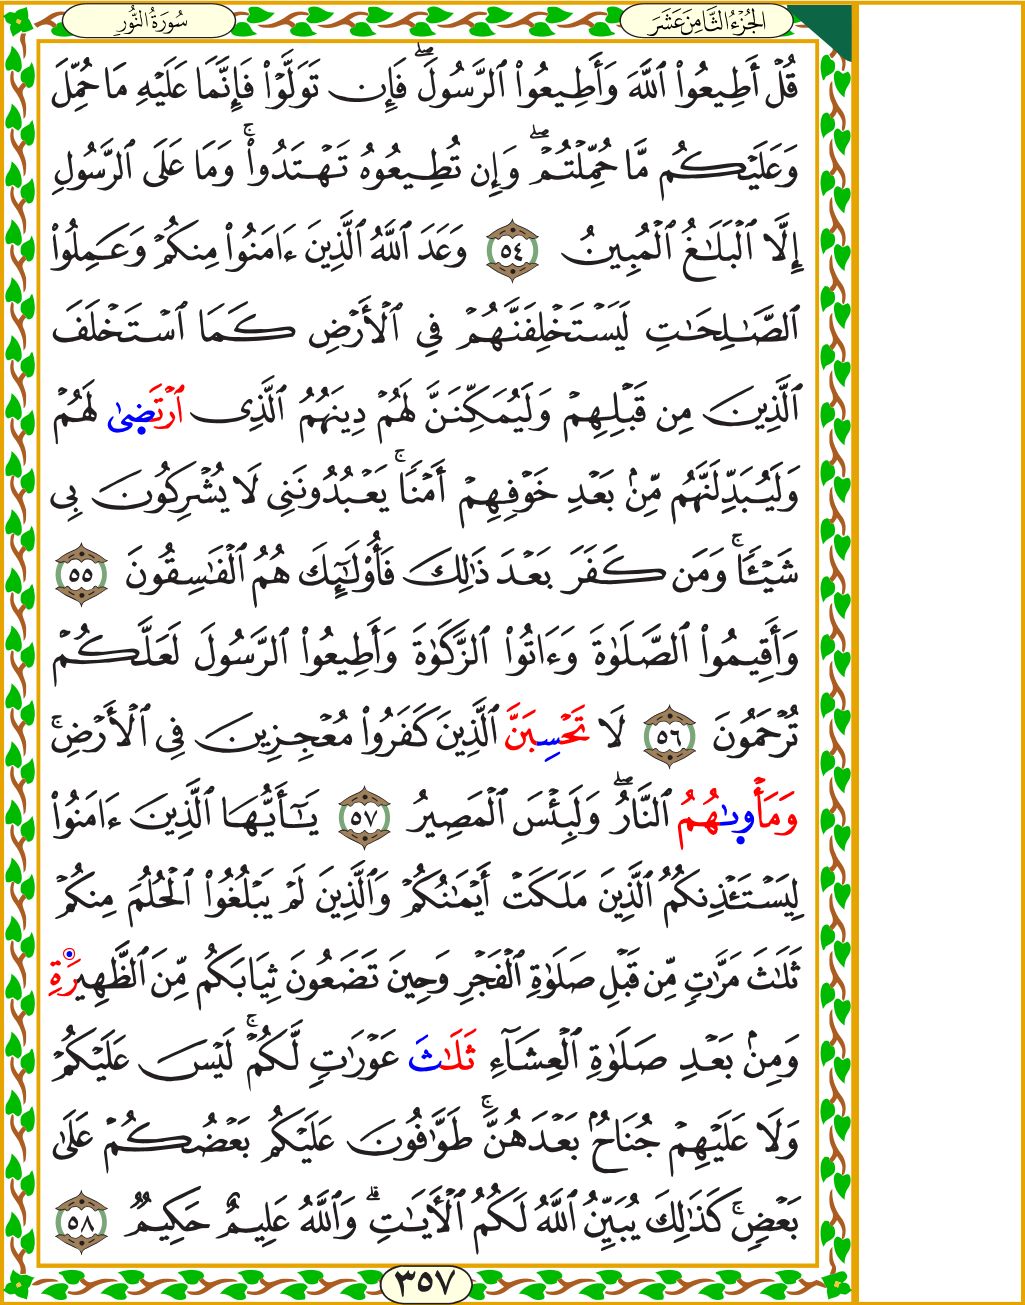 الجُزْءُ الثَّامِنَ عَشَرَ
سُورَةُ النُّور
قُلْ أَطِيعُوا۟ ٱللَّهَ وَأَطِيعُوا۟ ٱلرَّسُولَ ۖ فَإِن تَوَلَّوْا۟ فَإِنَّمَا عَلَيْهِ مَا حُمِّلَ
وَعَلَيْكُم مَّا حُمِّلْتُمْ ۖ وَإِن تُطِيعُوهُ تَهْتَدُوا۟ ۚ وَمَا عَلَى ٱلرَّسُولِ
إِلَّا ٱلْبَلَـٰغُ ٱلْمُبِينُ ٥٤ وَعَدَ ٱللَّهُ ٱلَّذِينَ ءَامَنُوا۟ مِنكُمْ وَعَمِلُوا۟
ٱلصَّـٰلِحَـٰتِ لَيَسْتَخْلِفَنَّهُمْ فِى ٱلْأَرْضِ كَمَا ٱسْتَخْلَفَ
ٱلَّذِينَ مِن قَبْلِهِمْ وَلَيُمَكِّنَنَّ لَهُمْ دِينَهُمُ ٱلَّذِى ٱرْتَضٜىٰ لَهُمْ
وَلَيُبَدِّلَنَّهُم مِّنۢ بَعْدِ خَوْفِهِمْ أَمْنًا ۚ يَعْبُدُونَنِى لَا يُشْرِكُونَ بِى
شَيْـًٔا ۚ وَمَن كَفَرَ بَعْدَ ذَٰلِكَ فَأُو۟لَـٰٓئِكَ هُمُ ٱلْفَـٰسِقُونَ ٥٥
وَأَقِيمُوا۟ ٱلصَّلَوٰةَ وَءَاتُوا۟ ٱلزَّكَوٰةَ وَأَطِيعُوا۟ ٱلرَّسُولَ لَعَلَّكُمْ
تُرْحَمُونَ ٥٦ لَا تَحْسِبَنَّ ٱلَّذِينَ كَفَرُوا۟ مُعْجِزِينَ فِى ٱلْأَرْضِ ۚ
وَمَأْوٜىٰهُمُ ٱلنَّارُ ۖ وَلَبِئْسَ ٱلْمَصِيرُ ٥٧ يَـٰٓأَيُّهَا ٱلَّذِينَ ءَامَنُوا۟
لِيَسْتَـْٔذِنكُمُ ٱلَّذِينَ مَلَكَتْ أَيْمَـٰنُكُمْ وَٱلَّذِينَ لَمْ يَبْلُغُوا۟ ٱلْحُلُمَ مِنكُمْ
ثَلَـٰثَ مَرَّٰتٍ مِّن قَبْلِ صَلَوٰةِ ٱلْفَجْرِ وَحِينَ تَضَعُونَ ثِيَابَكُم مِّنَ ٱلظَّهِيرَةِ
وَمِنۢ بَعْدِ صَلَوٰةِ ٱلْعِشَآءِ ثَلَـٰثَ عَوْرَٰتٍ لَّكُمْ ۚ لَيْسَ عَلَيْكُمْ
وَلَا عَلَيْهِمْ جُنَاحٌۢ بَعْدَهُنَّ ۚ طَوَّٰفُونَ عَلَيْكُم بَعْضُكُمْ عَلَىٰ
بَعْضٍ ۚ كَذَٰلِكَ يُبَيِّنُ ٱللَّهُ لَكُمُ ٱلْـَٔايَـٰتِ ۗ وَٱللَّهُ عَلِيمٌ حَكِيمٌ ٥٨
٣٥٧